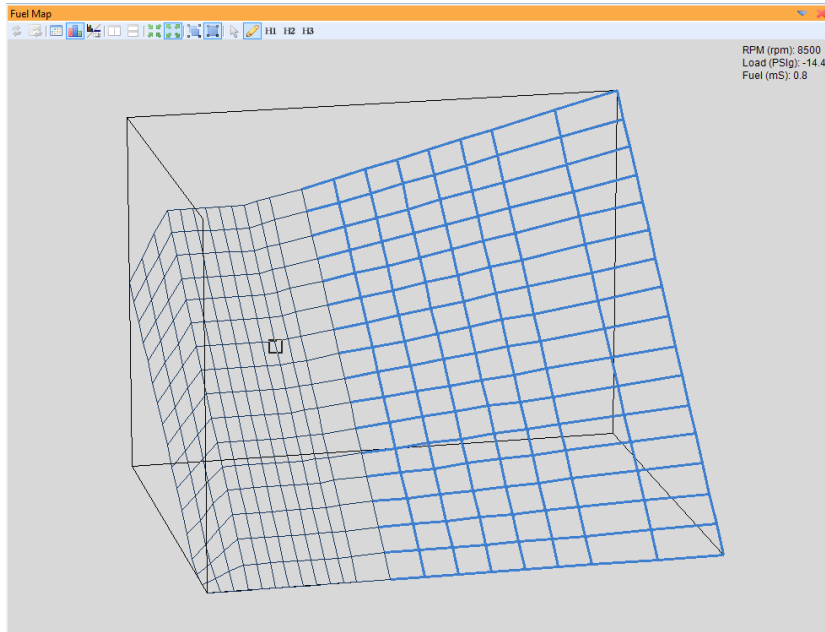 Fuel Map
H1 H2 H3
RPM (rpm): 8500
Load (PSIg): -14.4
Fuel (mS): 0.8